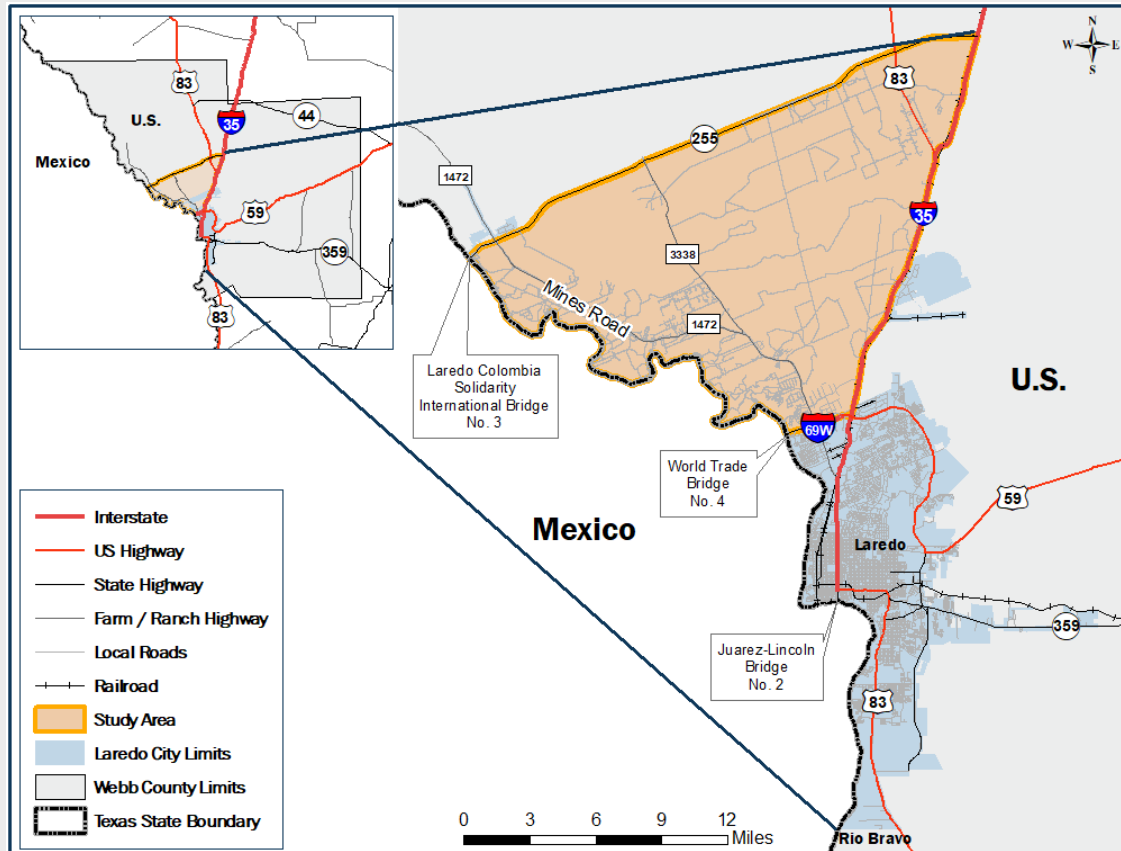 83
U.S.
35
44
Mexico
59
359
83
N
W E
S
83
255
1472
35
3338
Mines Road
1472
Laredo Colombia
Solidarity
International Bridge
No. 3
U.S.
69W
World Trade
Bridge
No. 4
59
Mexico
Laredo
359
Juarez-Lincoln
Bridge
No. 2
83
Rio Bravo
Interstate
US Highway
State Highway
Farm / Ranch Highway
Local Roads
Railroad
Study Area
Laredo City Limits
Webb County Limits
Texas State Boundary
0 3 6 9 12
Miles